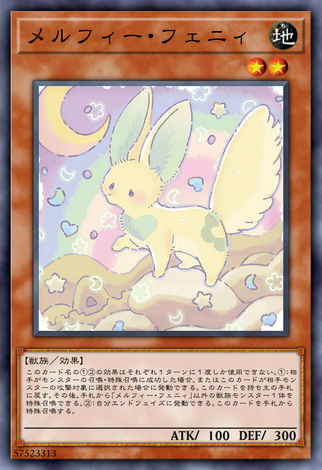 メルフィー・フェニィ
地
【獣族／効果】
このカード名の①②の効果はそれぞれ１ターンに１度しか使用できない。①:相
手がモンスターの召喚・特殊召喚に成功した場合、またはこのカードが相手モンス
ターの攻撃対象に選択された場合に発動できる。このカードを持ち主の手札
に戻す。その後、手札から「メルフィー・フェニィ」以外の獣族モンスター１体を
特殊召喚できる。②:自分エンドフェイズに発動できる。このカードを手札から
特殊召喚する。
ATK/ 100 DEF/ 300
57523313